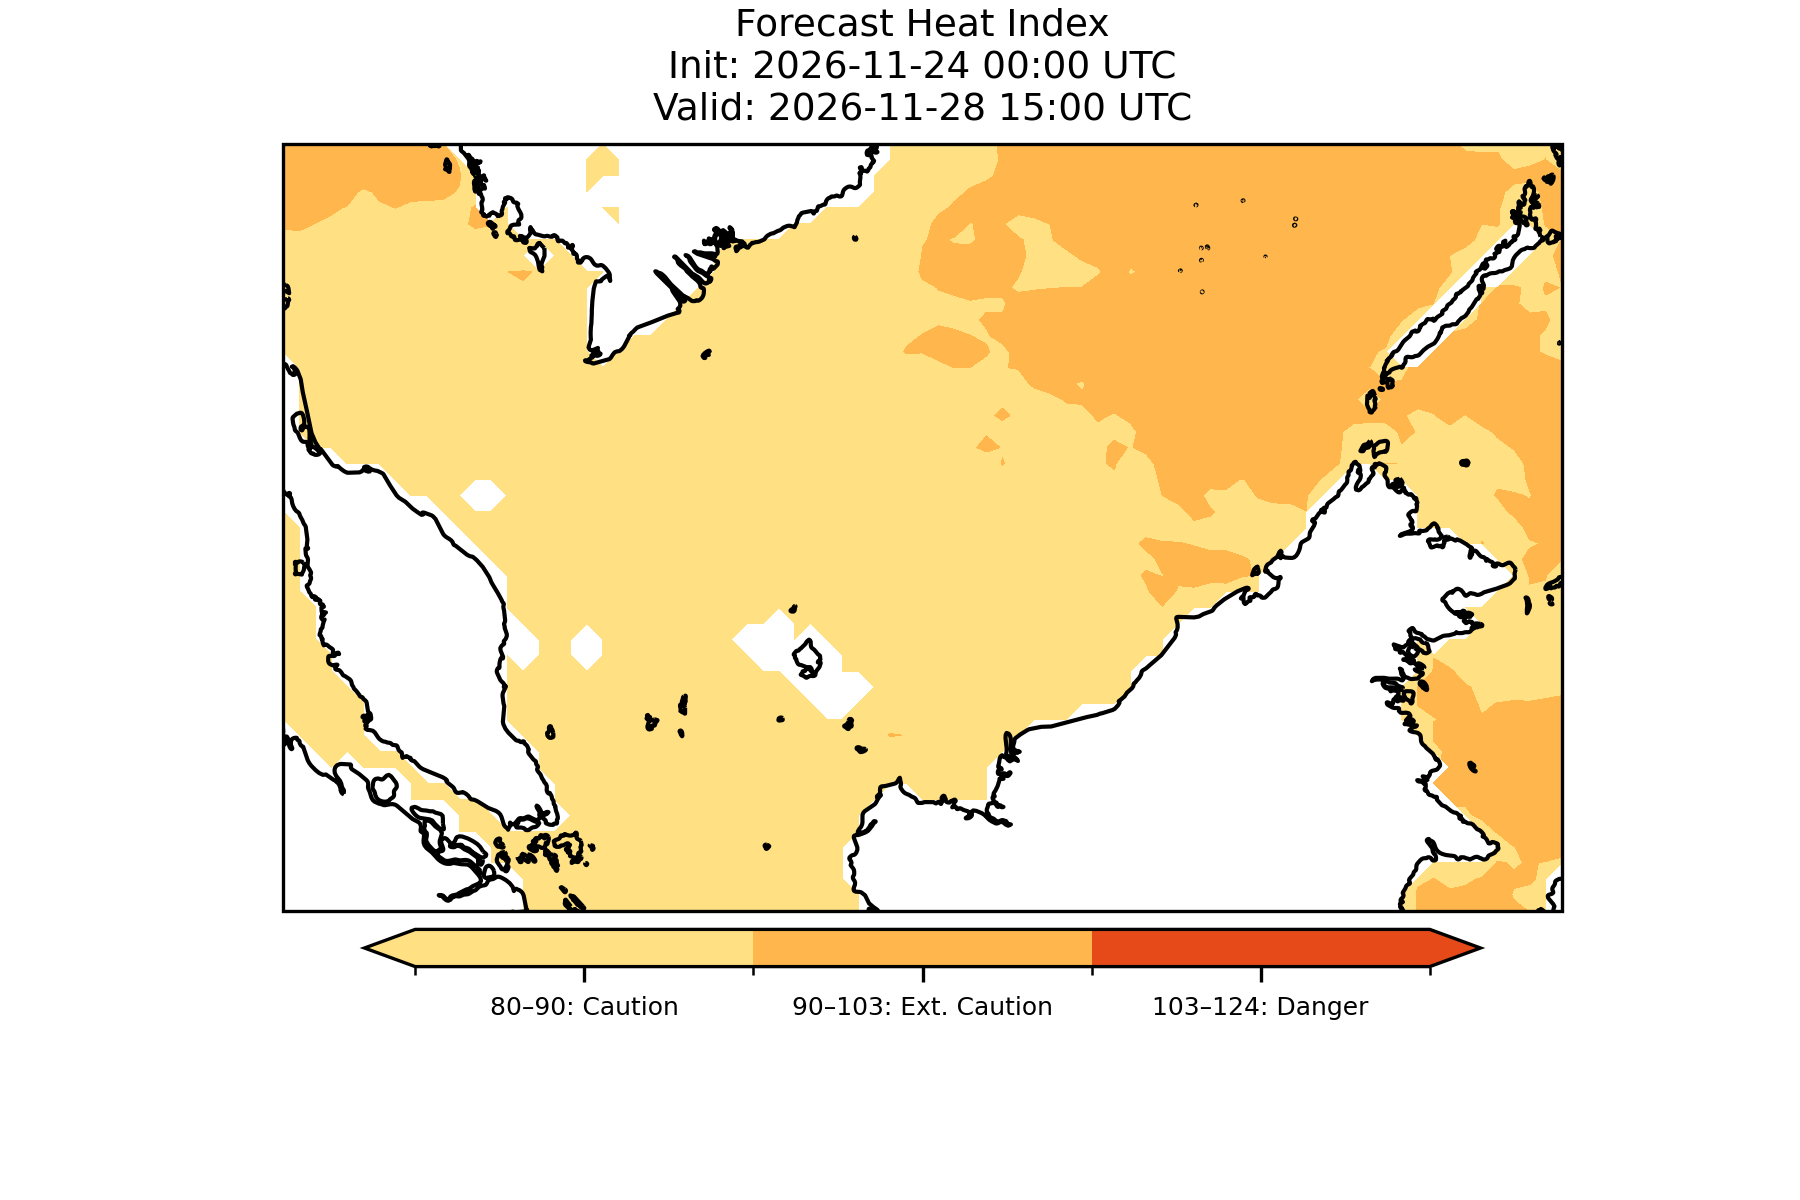 Forecast Heat Index
Init: 2026-11-24 00:00 UTC
Valid: 2026-11-28 15:00 UTC
80–90: Caution
90–103: Ext. Caution
103–124: Danger